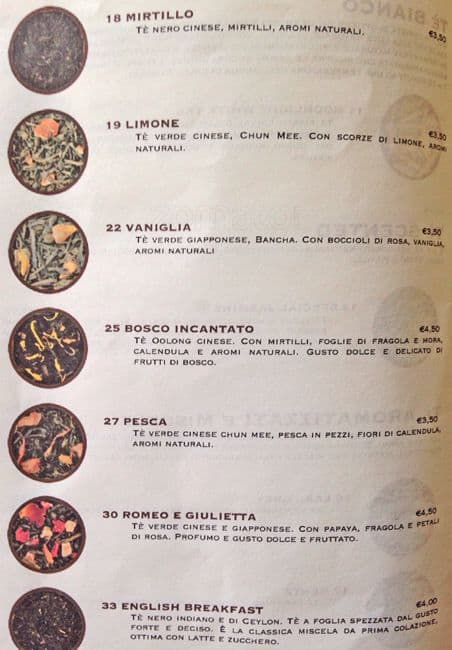 18 MIRTILLO
TÈ NERO CINESE, MIRTILLI, AROMI NATURALI. €3,50
19 LIMONE €3,50
TÈ VERDE CINESE, CHUN MEE. CON SCORZE DI LIMONE, AROMI
NATURALI.
22 VANIGLIA €3,50
TÈ VERDE GIAPPONESE, BANCHA. CON BOCCIOLI DI ROSA, VANIGLIA,
AROMI NATURALI
25 BOSCO INCANTATO €4,50
TÈ OOLONG CINESE. CON MIRTILLI, FOGLIE DI FRAGOLA E MORA,
CALENDULA E AROMI NATURALI. GUSTO DOLCE E DELICATO DI
FRUTTI DI BOSCO.
27 PESCA €3,50
TÈ VERDE CINESE CHUN MEE, PESCA IN PEZZI, FIORI DI CALENDULA,
AROMI NATURALI.
30 ROMEO E GIULIETTA €4,50
TÈ VERDE CINESE E GIAPPONESE. CON PAPAYA, FRAGOLA E PETALI
DI ROSA. PROFUMO E GUSTO DOLCE E FRUTTATO.
33 ENGLISH BREAKFAST €4,00
TÈ NERO INDIANO E DI CEYLON. TÈ A FOGLIA SPEZZATA DAL GUSTO
FORTE E DECISO. È LA CLASSICA MISCELA DA PRIMA COLAZIONE,
OTTIMA CON LATTE E ZUCCHERO.